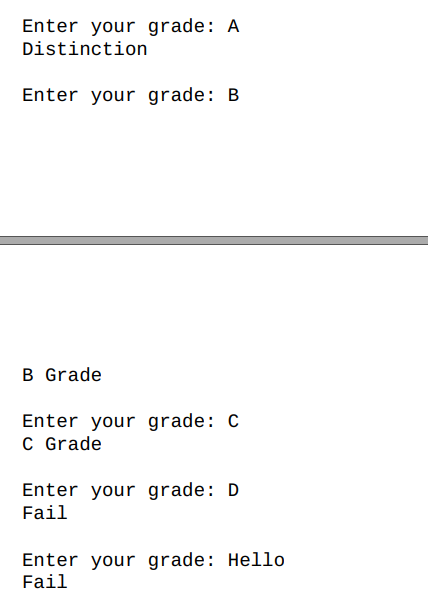 Enter your grade: A
Distinction
Enter your grade: B
B Grade
Enter your grade: C
C Grade
Enter your grade: D
Fail
Enter your grade: Hello
Fail